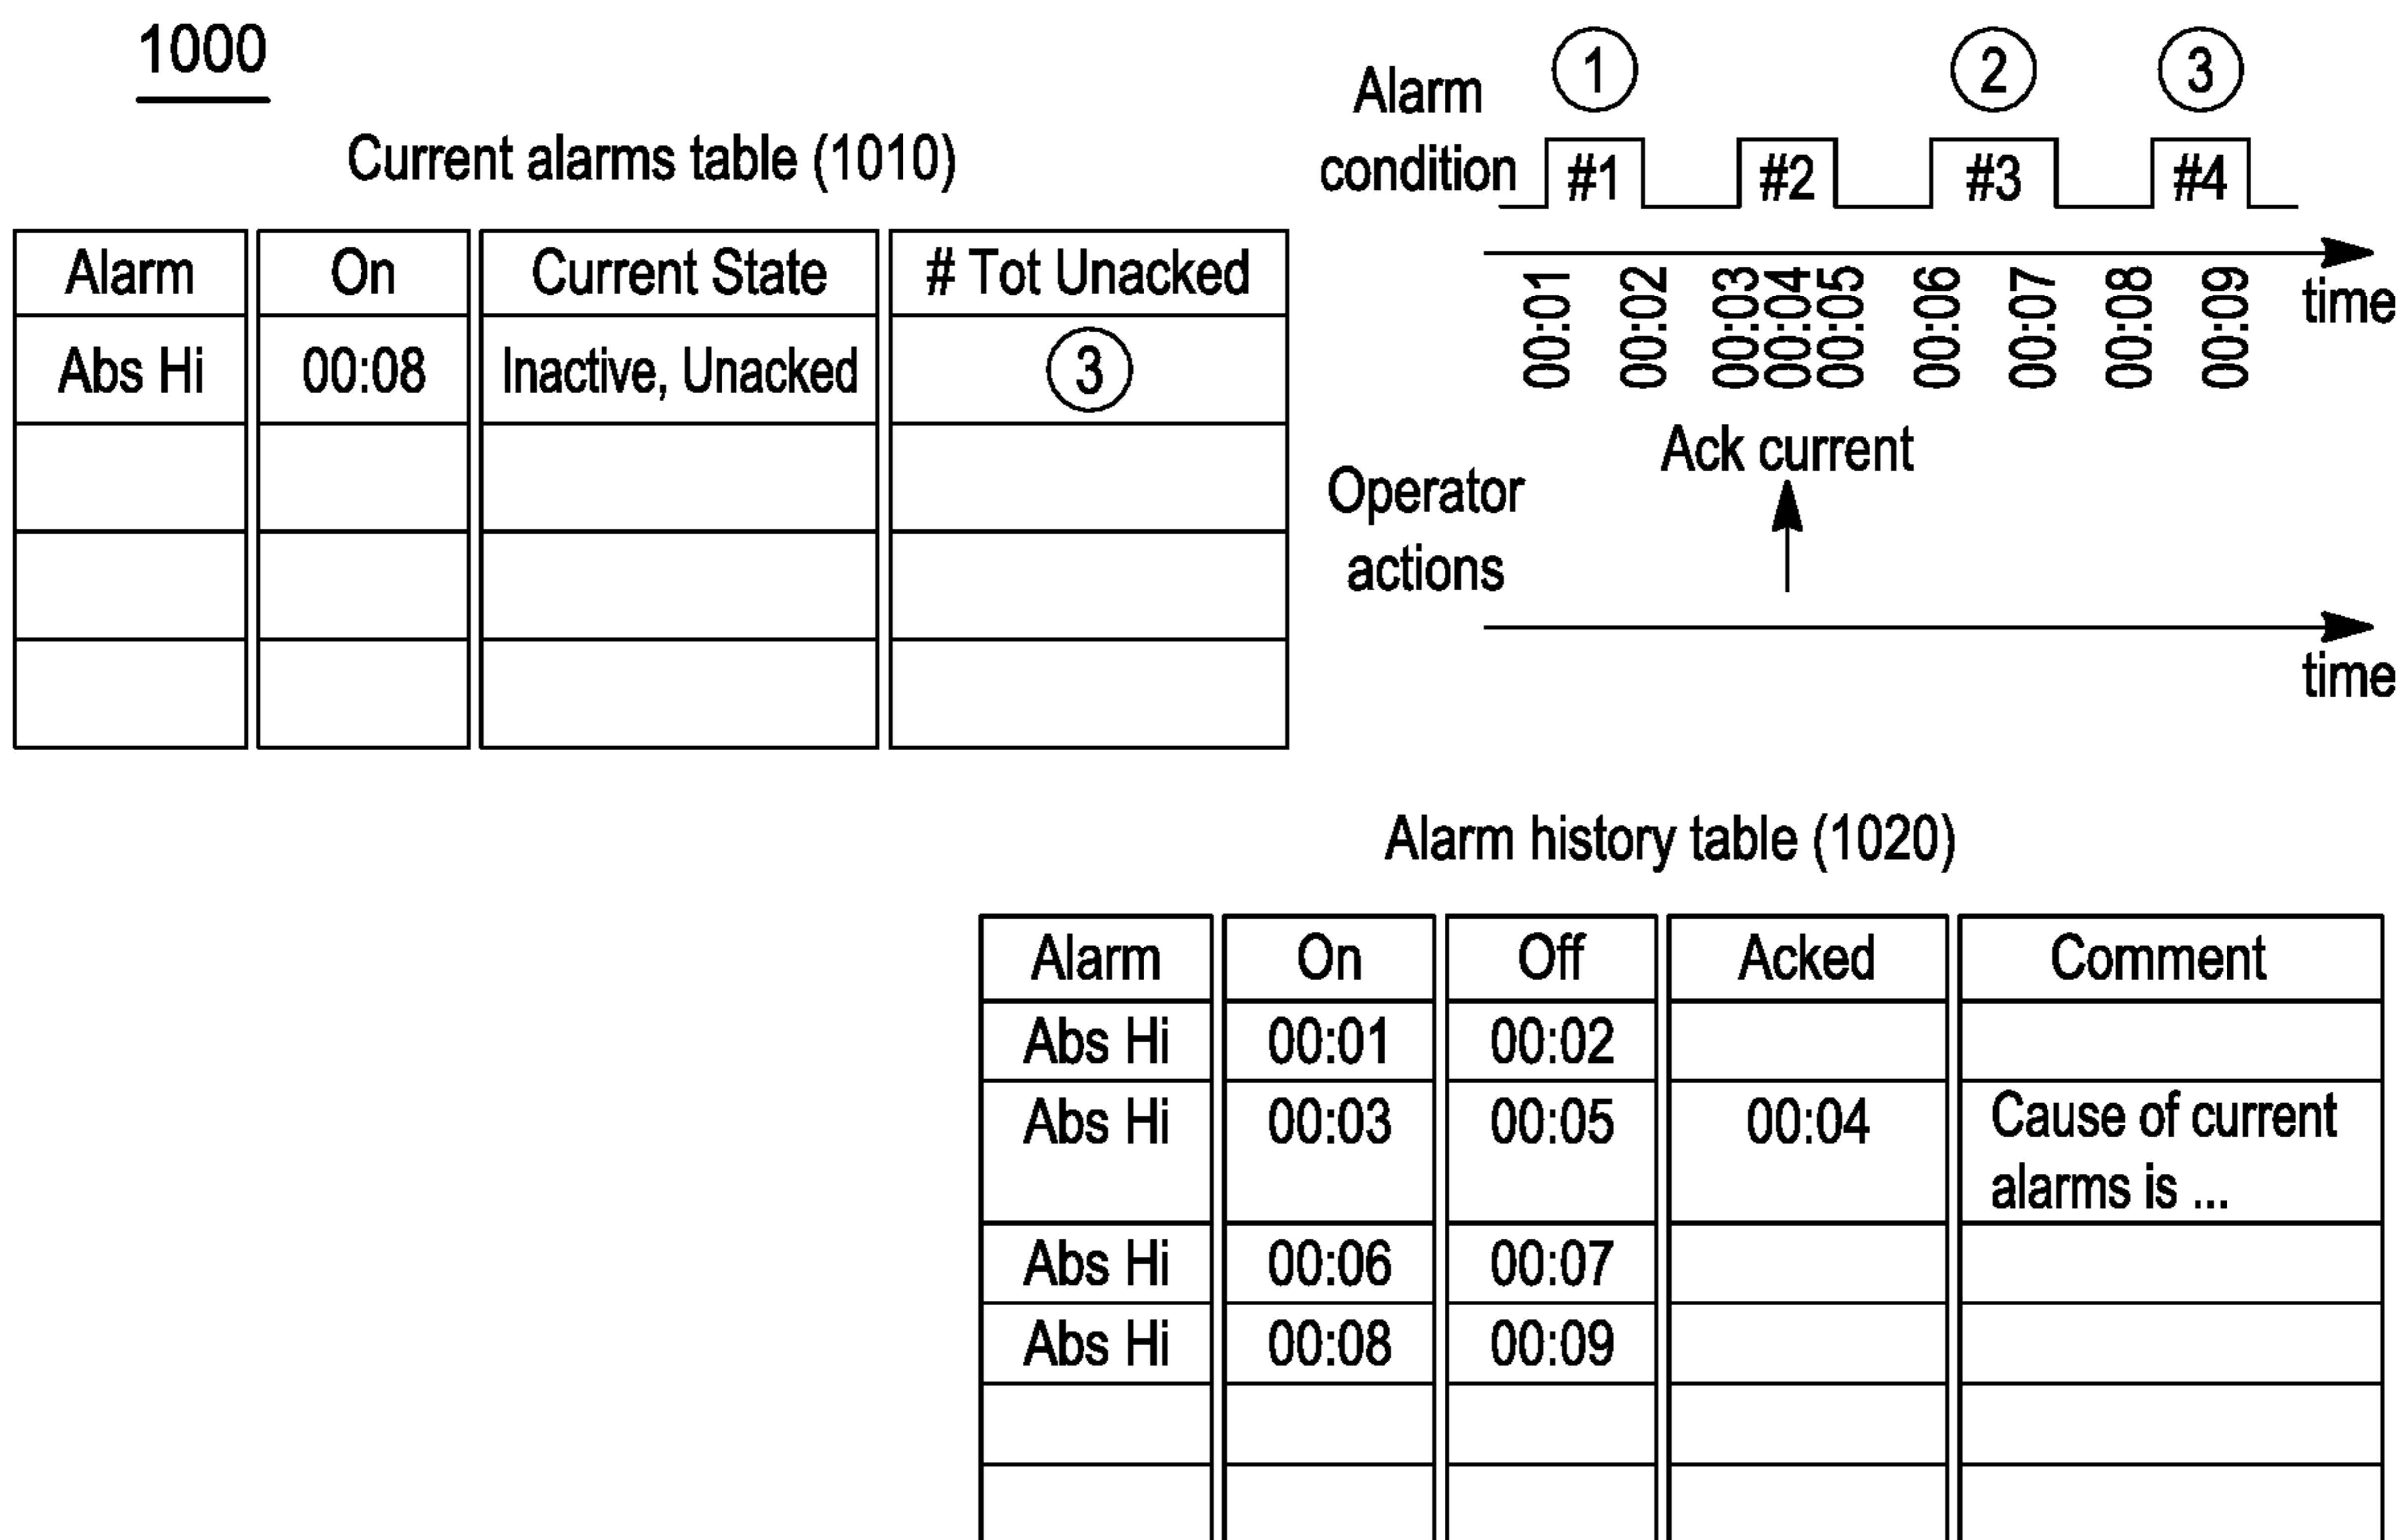 1000
Current alarms table (1010)
Alarm On Current State # Tot Unacked
Abs Hi 00:08 Inactive, Unacked 3
1 2 3
Alarm
condition #1 #2 #3 #4
00:01 00:02 00:03 00:04 00:05 00:06 00:07 00:08 00:09
time
Ack current
Operator
actions
time
Alarm history table (1020)
Alarm On Off Acked Comment
Abs Hi 00:01 00:02
Abs Hi 00:03 00:05 00:04 Cause of current
alarms is ...
Abs Hi 00:06 00:07
Abs Hi 00:08 00:09